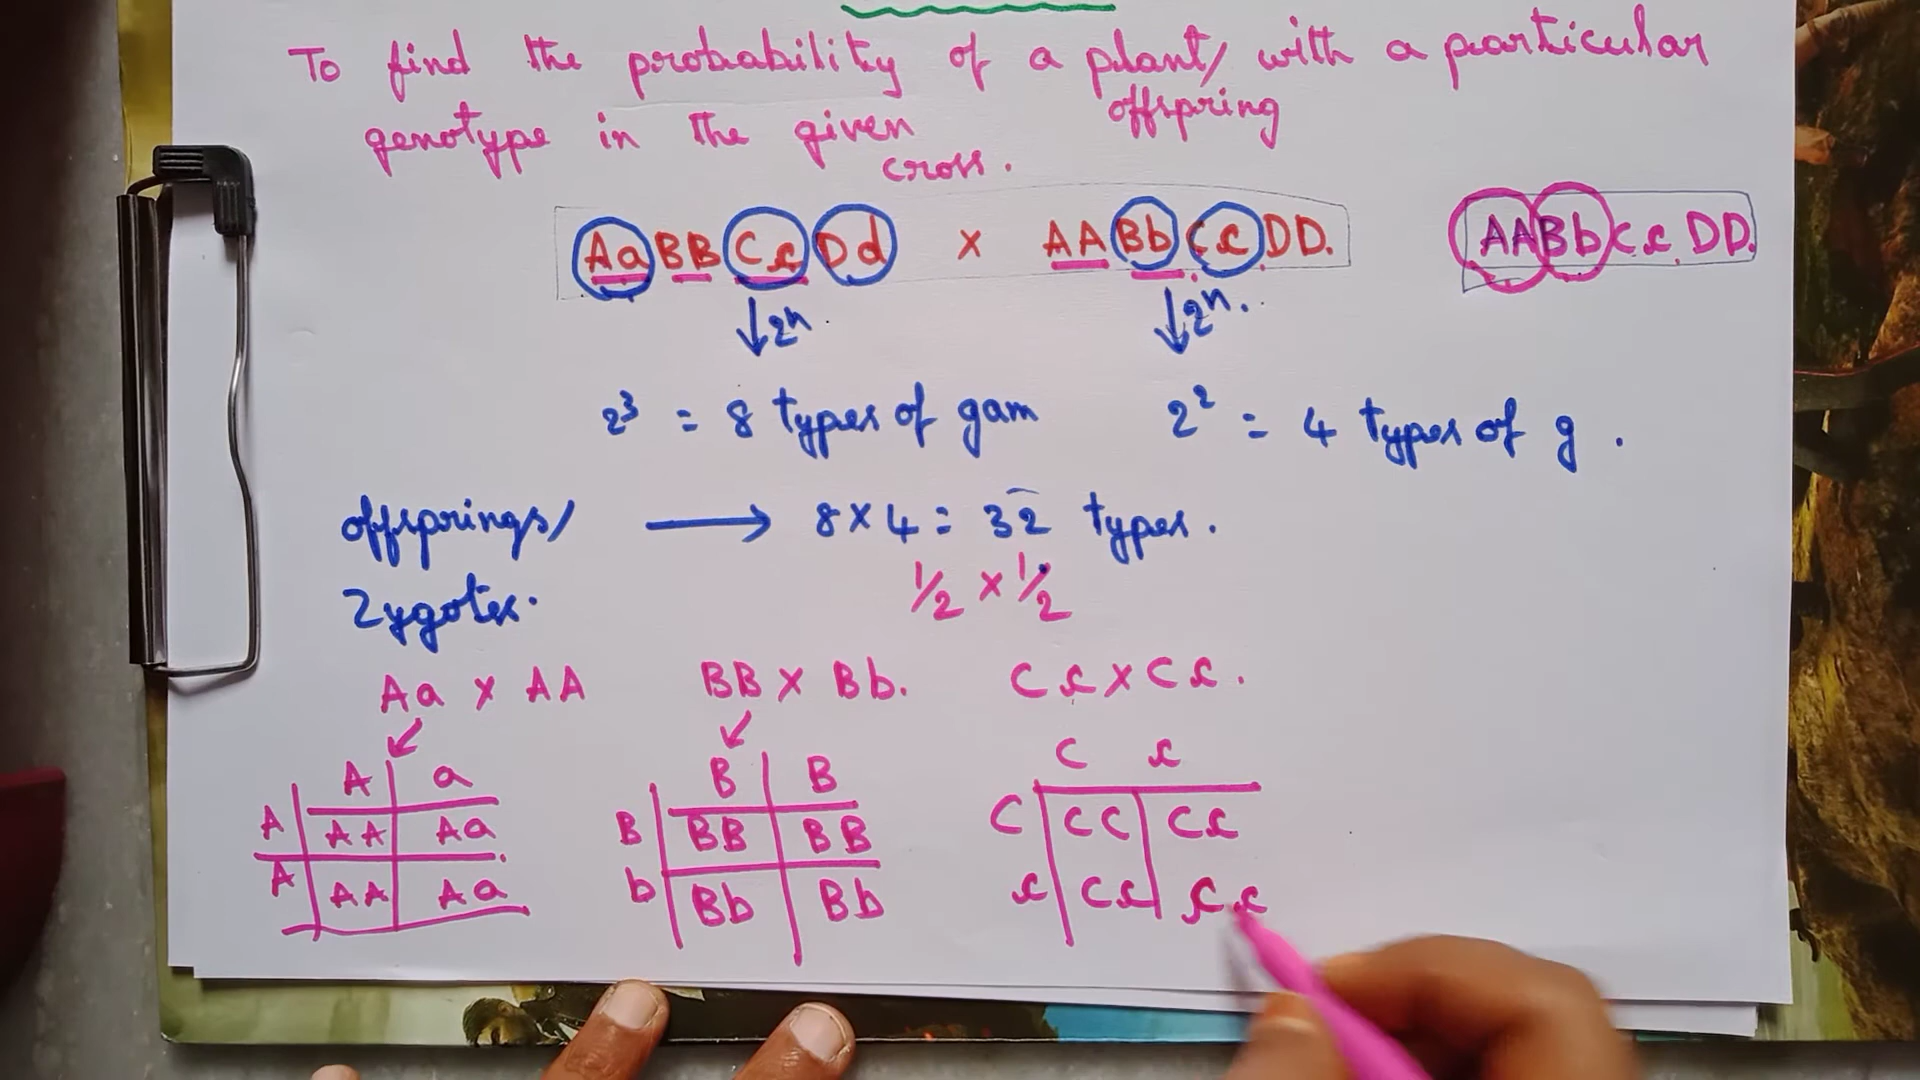 To find the probability of a plant/ with a particular
offspring
genotype in the given
cross.
AaBBCcDd x AABbCcDD. AABbCcDD.
2ⁿ 2ⁿ.
2³ = 8 types of gam 2² = 4 types of g.
offsprings/ → 8x4 = 32 types.
Zygotes. 1/2 x 1/2
Aa x AA BB x Bb. Cc x Cc.
A a B B C c
A AA Aa B BB BB C CC Cc
A AA Aa b Bb Bb c Cc cc